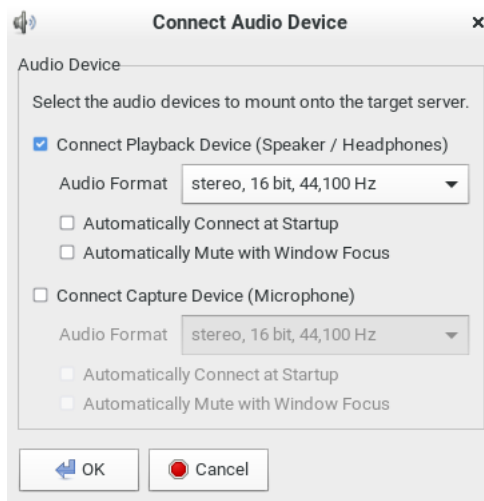 Connect Audio Device
Audio Device
Select the audio devices to mount onto the target server.
Connect Playback Device (Speaker / Headphones)
Audio Format stereo, 16 bit, 44,100 Hz
Automatically Connect at Startup
Automatically Mute with Window Focus
Connect Capture Device (Microphone)
Audio Format stereo, 16 bit, 44,100 Hz
Automatically Connect at Startup
Automatically Mute with Window Focus
OK Cancel